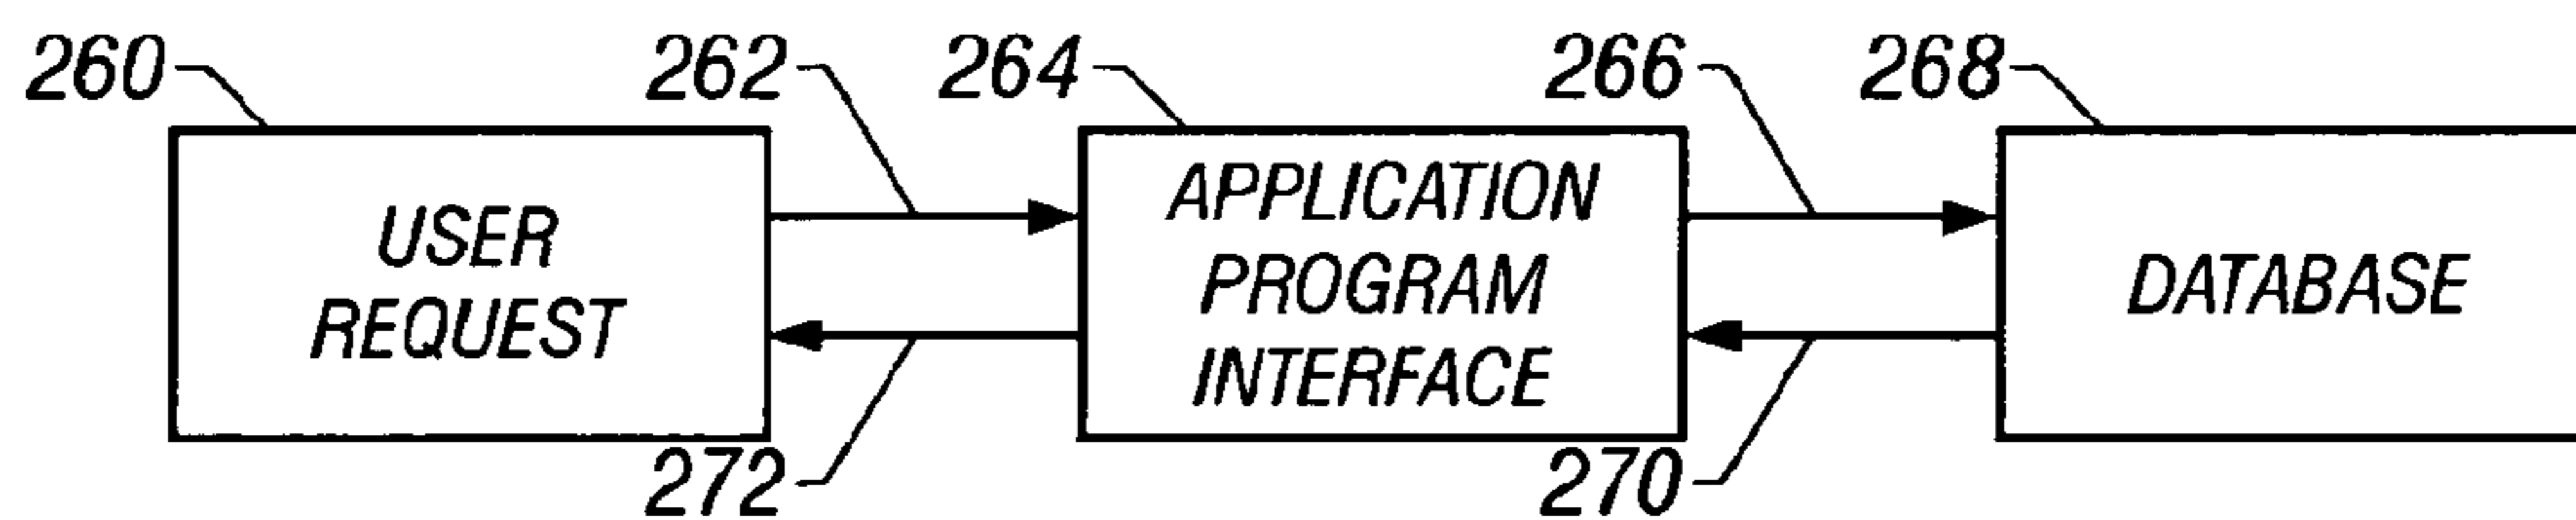 260
262
264
266
268
USER
REQUEST
APPLICATION
PROGRAM
INTERFACE
DATABASE
272
270